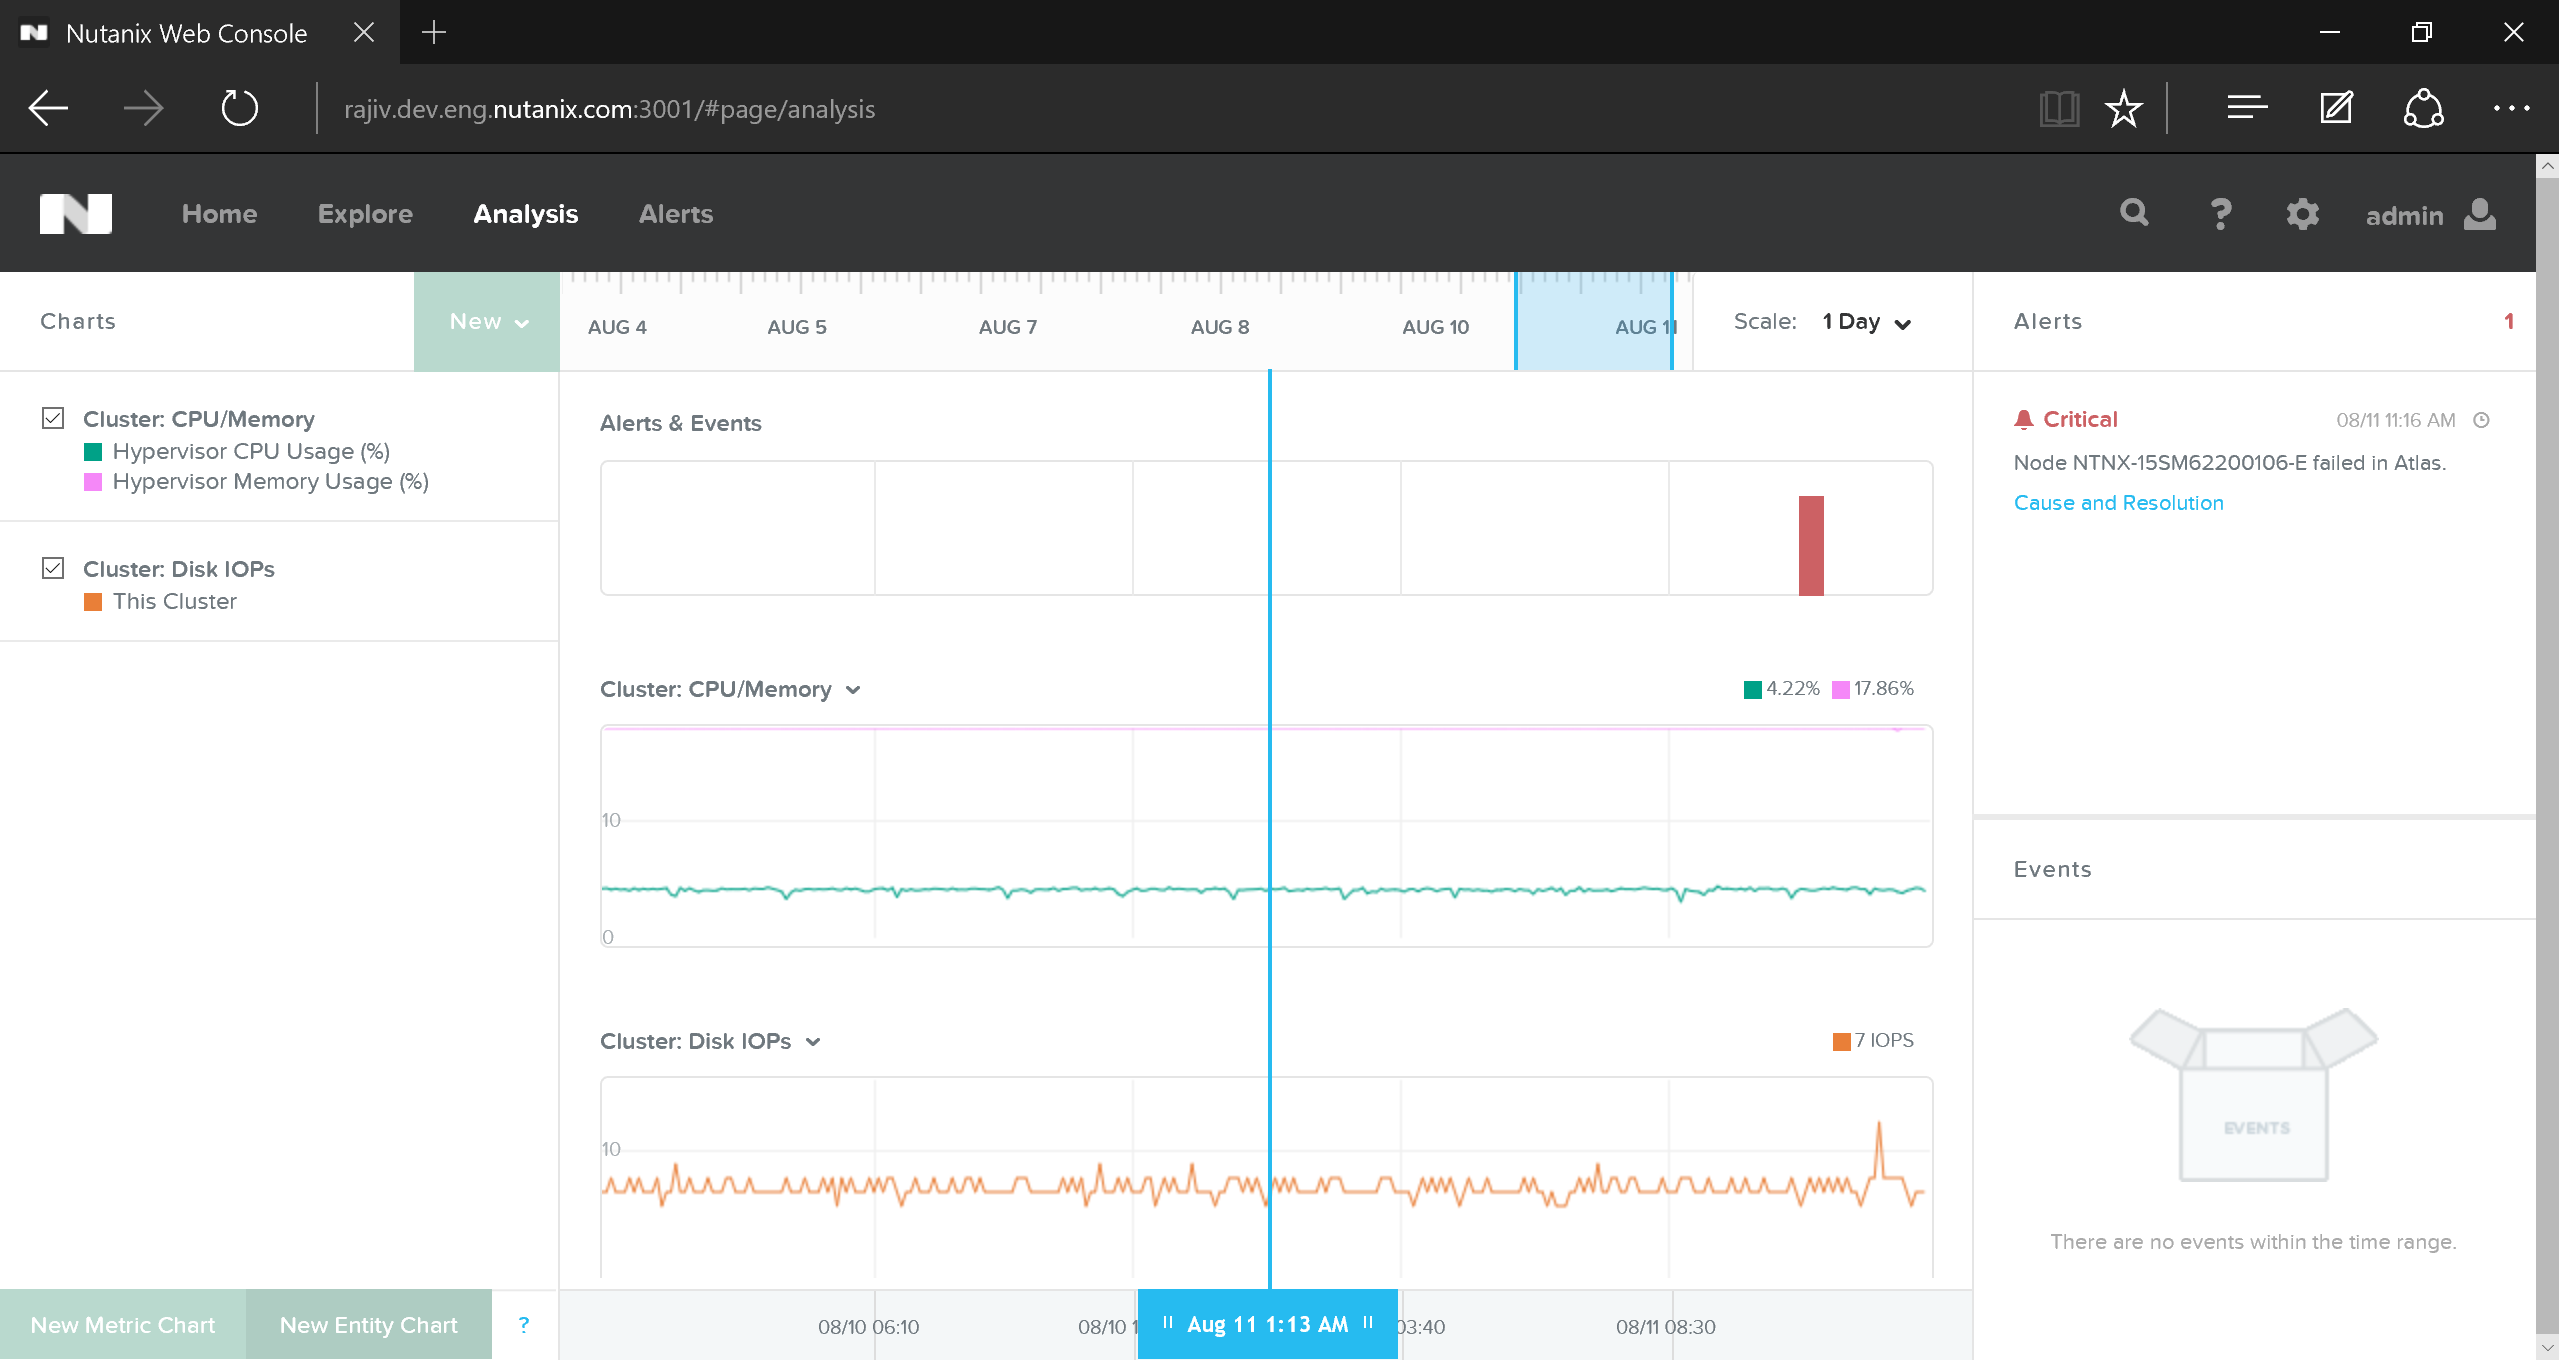 Nutanix Web Console
rajiv.dev.eng.nutanix.com:3001/#page/analysis
Home Explore Analysis Alerts
admin
Charts
New
AUG 4 AUG 5 AUG 7 AUG 8 AUG 10 AUG 11
Scale: 1 Day
Alerts 1
Cluster: CPU/Memory
Hypervisor CPU Usage (%)
Hypervisor Memory Usage (%)
Cluster: Disk IOPs
This Cluster
Alerts & Events
Cluster: CPU/Memory
4.22% 17.86%
10
0
Cluster: Disk IOPs
7 IOPS
10
Critical 08/11 11:16 AM
Node NTNX-15SM62200106-E failed in Atlas.
Cause and Resolution
Events
EVENTS
There are no events within the time range.
New Metric Chart New Entity Chart ?
08/10 06:10 08/10 1 Aug 11 1:13 AM 03:40 08/11 08:30